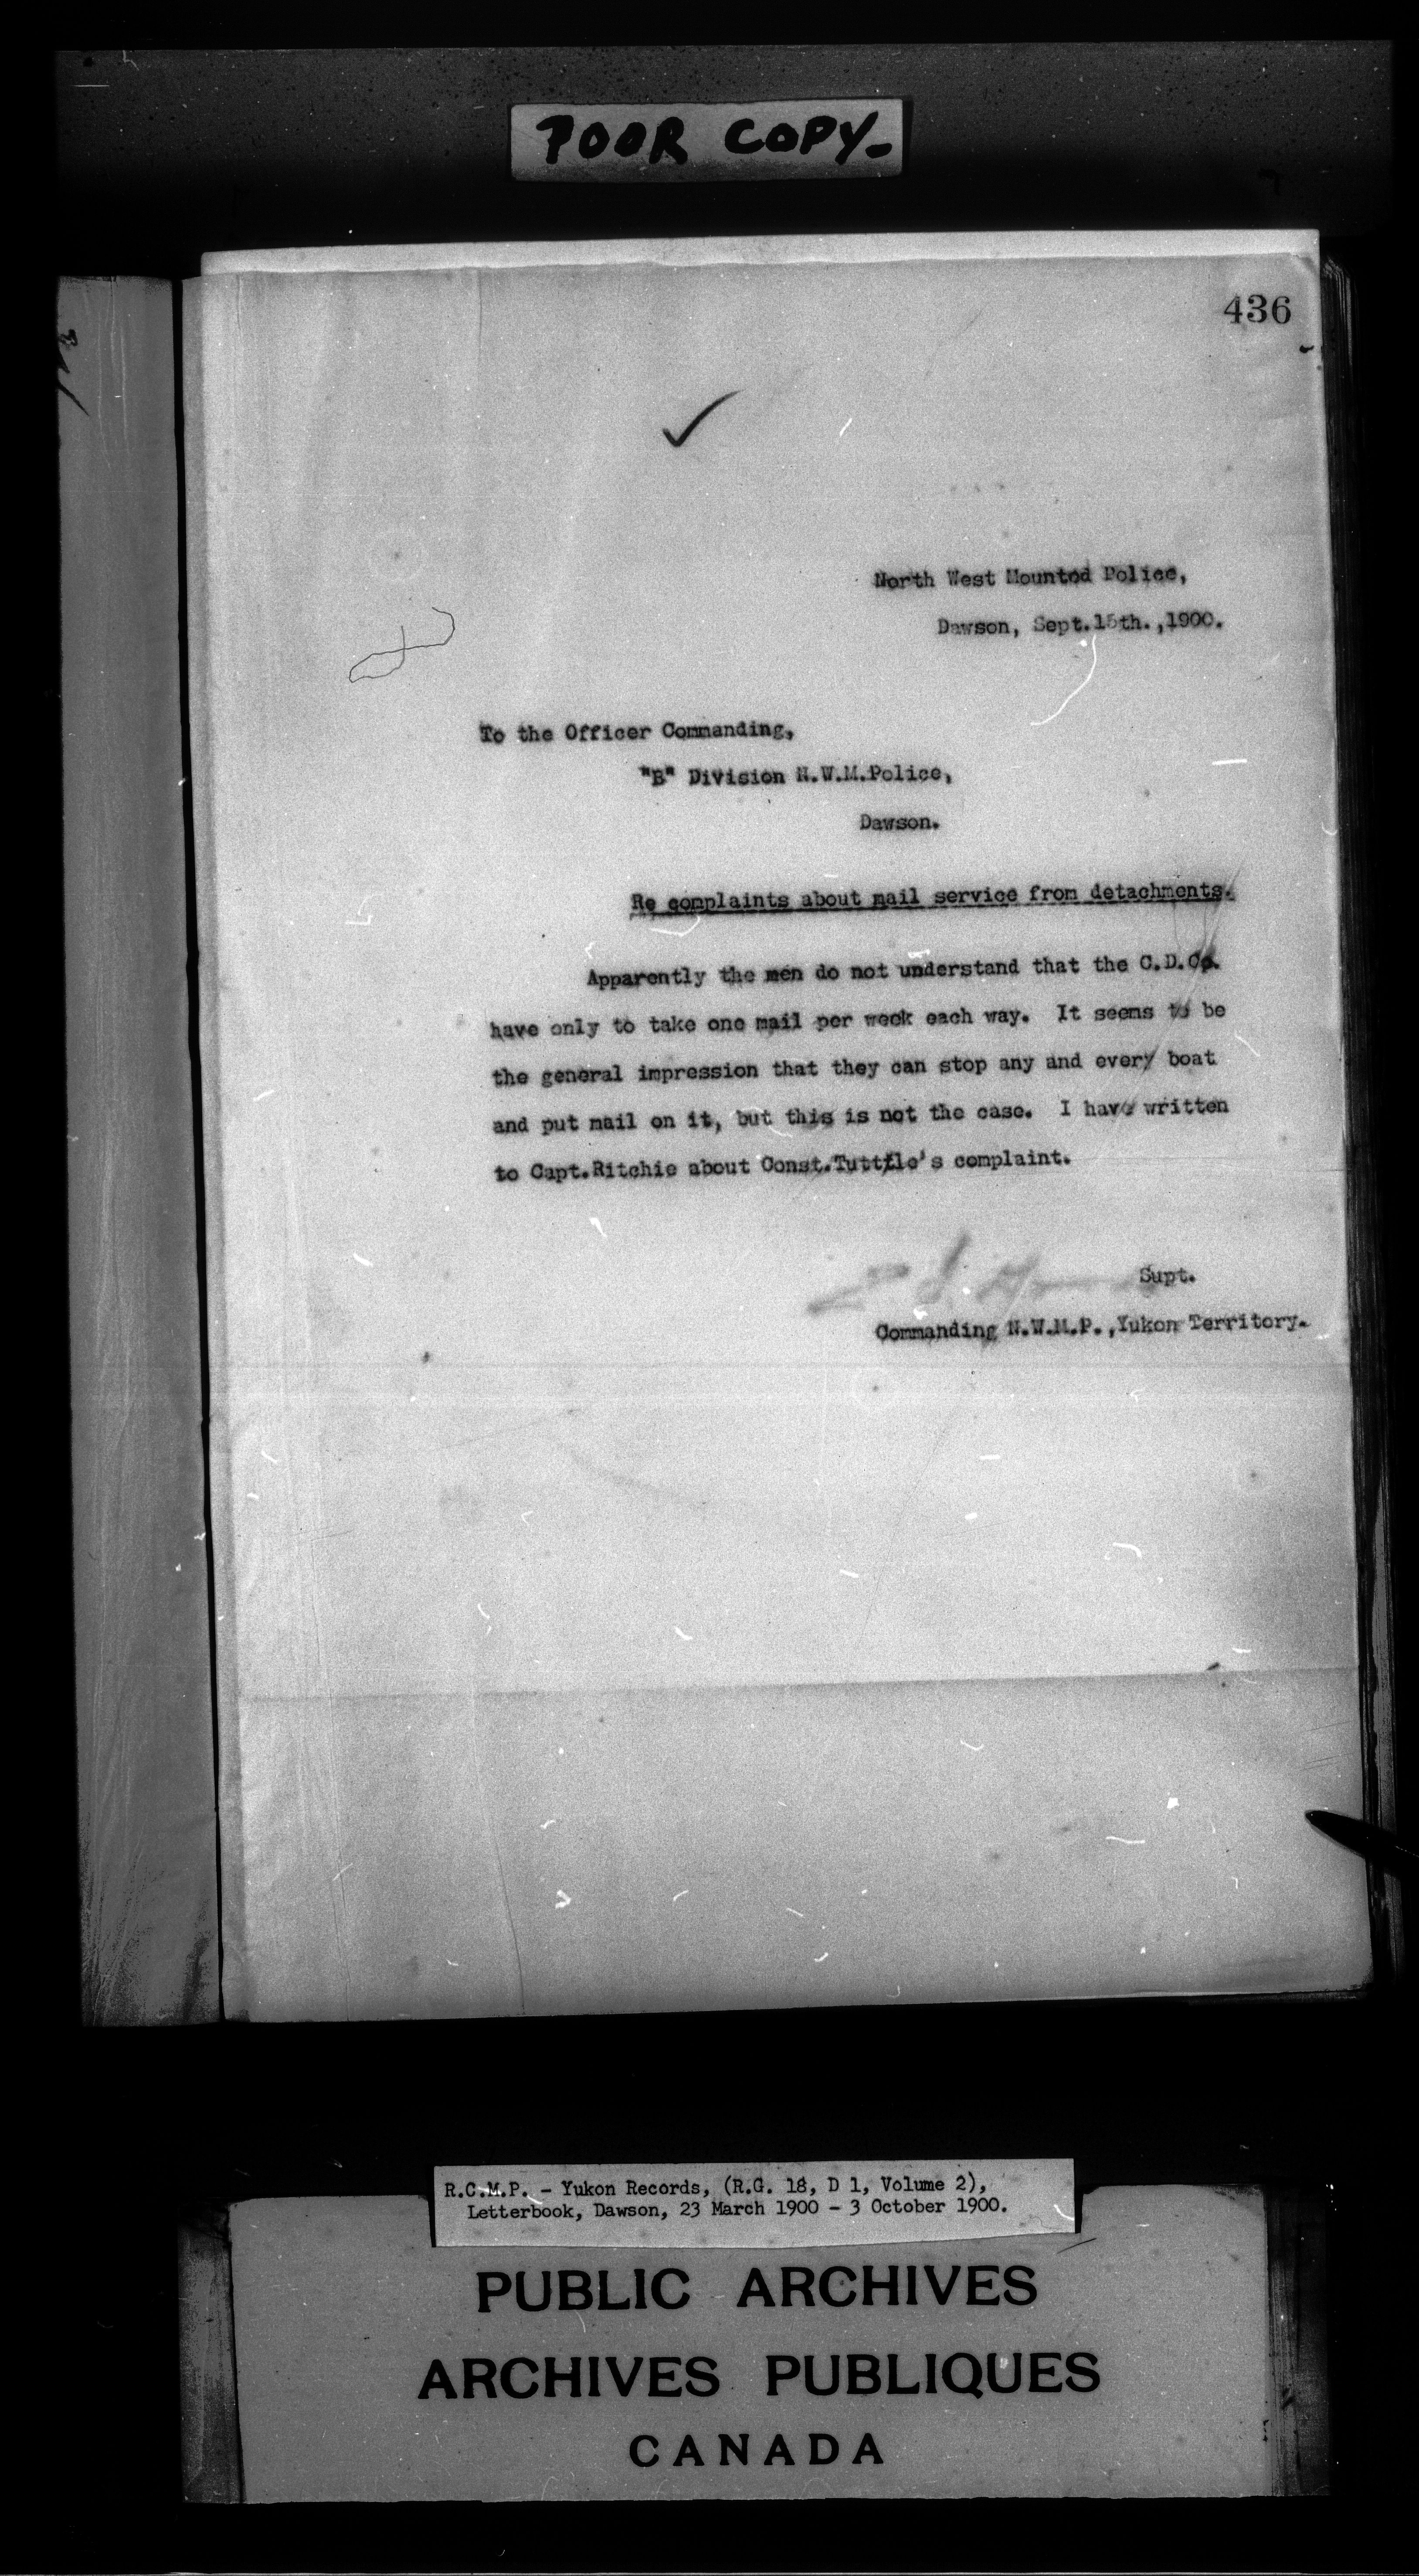 POOR COPY-
436
North West Mounted Police,
Dawson, Sept.15th.,1900.
To the Officer Commanding,
"B" Division N.W.M.Police,
Dawson.
Re complaints about mail service from detachments.
Apparently the men do not understand that the C.D.Co.
have only to take one mail per week each way. It seems to be
the general impression that they can stop any and every boat
and put mail on it, but this is not the case. I have written
to Capt.Ritchie about Const.Tuttle's complaint.
Supt.
Commanding N.W.M.P.,Yukon Territory.
R.C.M.P. - Yukon Records, (R.G. 18, D 1, Volume 2),
Letterbook, Dawson, 23 March 1900 - 3 October 1900.
PUBLIC ARCHIVES
ARCHIVES PUBLIQUES
CANADA